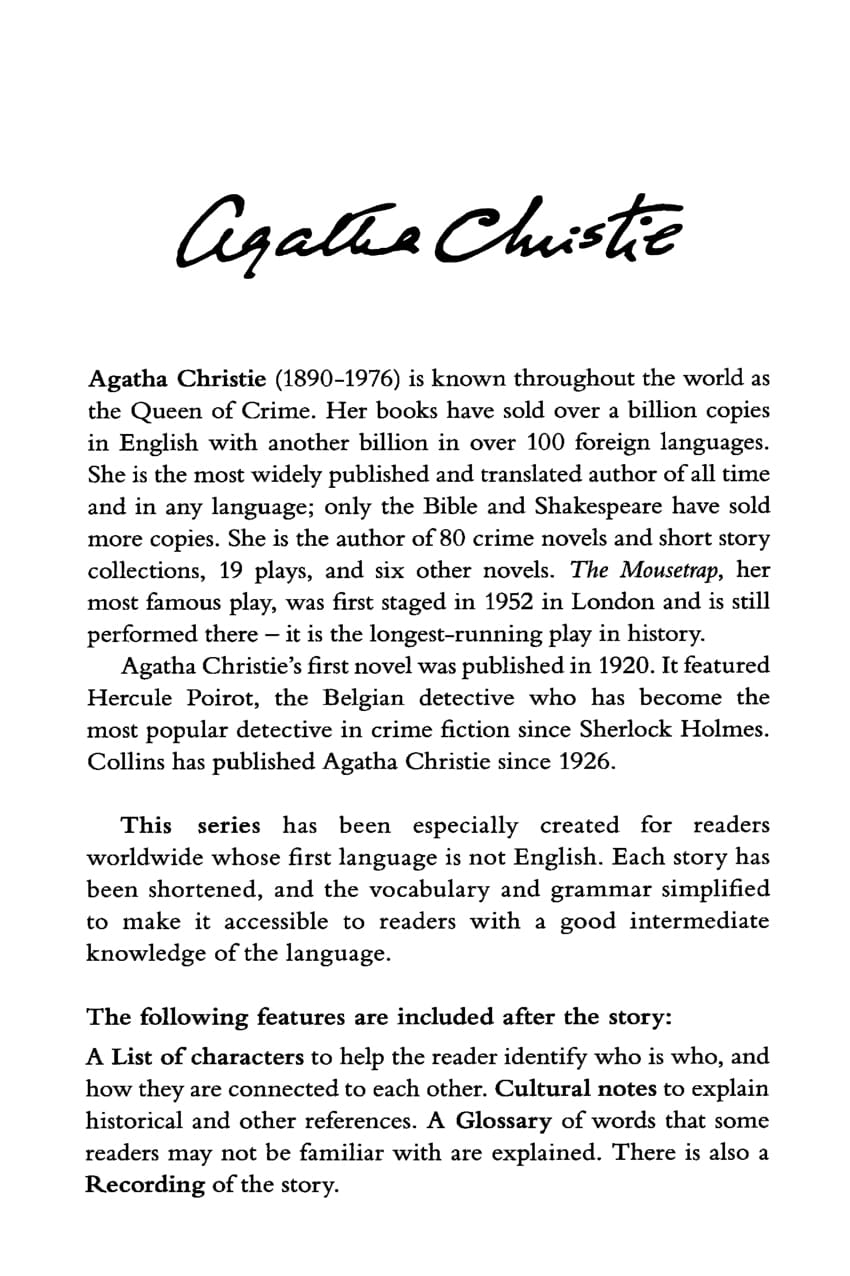 Agatha Christie
Agatha Christie (1890–1976) is known throughout the world as
the Queen of Crime. Her books have sold over a billion copies
in English with another billion in over 100 foreign languages.
She is the most widely published and translated author of all time
and in any language; only the Bible and Shakespeare have sold
more copies. She is the author of 80 crime novels and short story
collections, 19 plays, and six other novels. The Mousetrap, her
most famous play, was first staged in 1952 in London and is still
performed there – it is the longest-running play in history.
Agatha Christie's first novel was published in 1920. It featured
Hercule Poirot, the Belgian detective who has become the
most popular detective in crime fiction since Sherlock Holmes.
Collins has published Agatha Christie since 1926.
This series has been especially created for readers
worldwide whose first language is not English. Each story has
been shortened, and the vocabulary and grammar simplified
to make it accessible to readers with a good intermediate
knowledge of the language.
The following features are included after the story:
A List of characters to help the reader identify who is who, and
how they are connected to each other. Cultural notes to explain
historical and other references. A Glossary of words that some
readers may not be familiar with are explained. There is also a
Recording of the story.